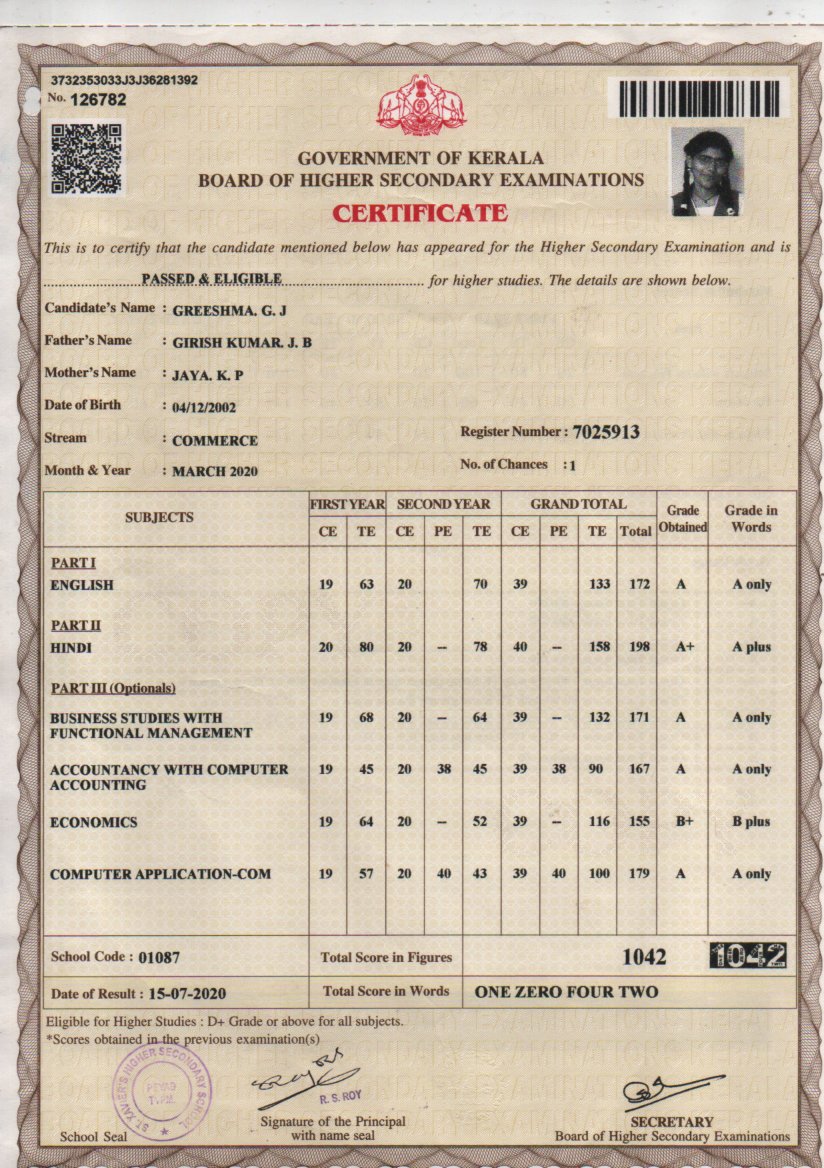 3732353033J3J36281392
No. 126782
GOVERNMENT OF KERALA
BOARD OF HIGHER SECONDARY EXAMINATIONS
CERTIFICATE
This is to certify that the candidate mentioned below has appeared for the Higher Secondary Examination and is
PASSED & ELIGIBLE for higher studies. The details are shown below.
Candidate's Name : GREESHMA. G. J
Father's Name : GIRISH KUMAR. J. B
Mother's Name : JAYA. K. P
Date of Birth : 04/12/2002
Stream : COMMERCE
Register Number : 7025913
Month & Year : MARCH 2020
No. of Chances : 1
SUBJECTS FIRST YEAR SECOND YEAR GRAND TOTAL Grade Obtained Grade in Words
CE TE CE PE TE CE PE TE Total
PART I
ENGLISH 19 63 20 70 39 133 172 A A only
PART II
HINDI 20 80 20 -- 78 40 -- 158 198 A+ A plus
PART III (Optionals)
BUSINESS STUDIES WITH 19 68 20 -- 64 39 -- 132 171 A A only
FUNCTIONAL MANAGEMENT
ACCOUNTANCY WITH COMPUTER 19 45 20 38 45 39 38 90 167 A A only
ACCOUNTING
ECONOMICS 19 64 20 -- 52 39 -- 116 155 B+ B plus
COMPUTER APPLICATION-COM 19 57 20 40 43 39 40 100 179 A A only
School Code : 01087 Total Score in Figures 1042 1042
Date of Result : 15-07-2020 Total Score in Words ONE ZERO FOUR TWO
Eligible for Higher Studies : D+ Grade or above for all subjects.
*Scores obtained in the previous examination(s)
ST. XAVIER'S HIGHER SECONDARY SCHOOL
PEYAD
TVPM.
R. S. ROY
Signature of the Principal
with name seal
School Seal
SECRETARY
Board of Higher Secondary Examinations